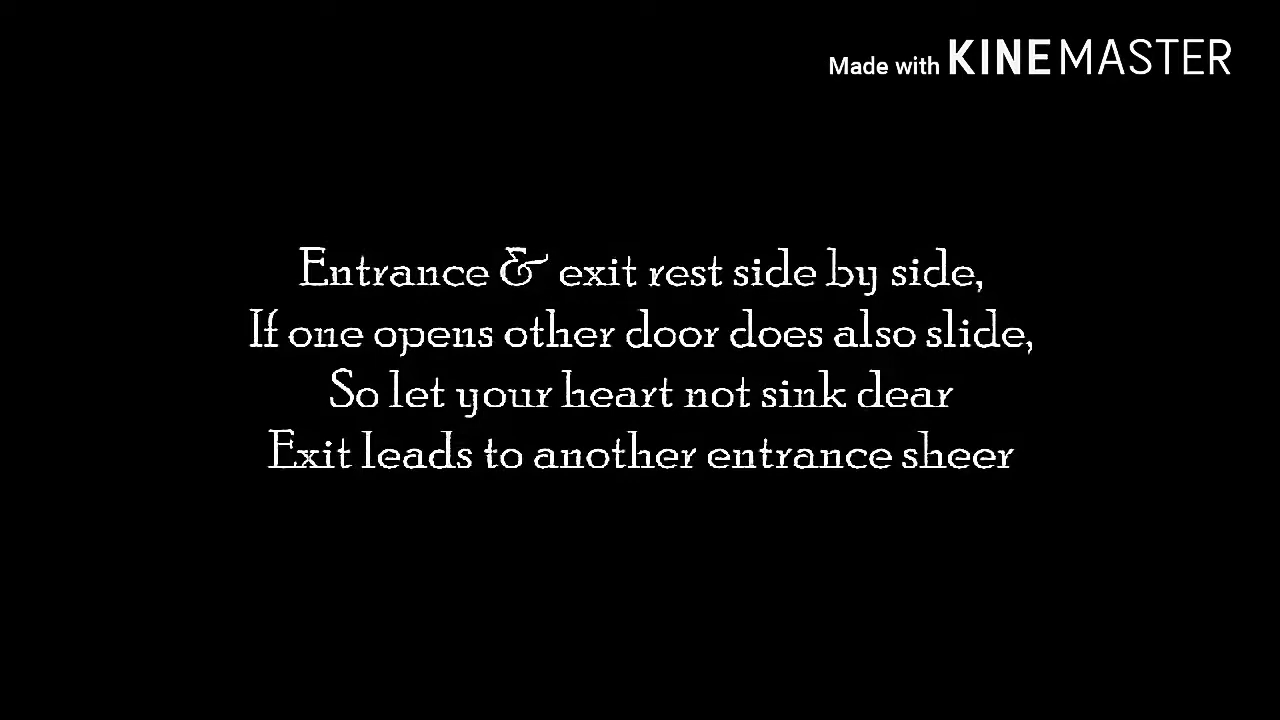 Made with KINEMASTER
Entrance & exit rest side by side,
If one opens other door does also slide,
So let your heart not sink dear
Exit leads to another entrance sheer